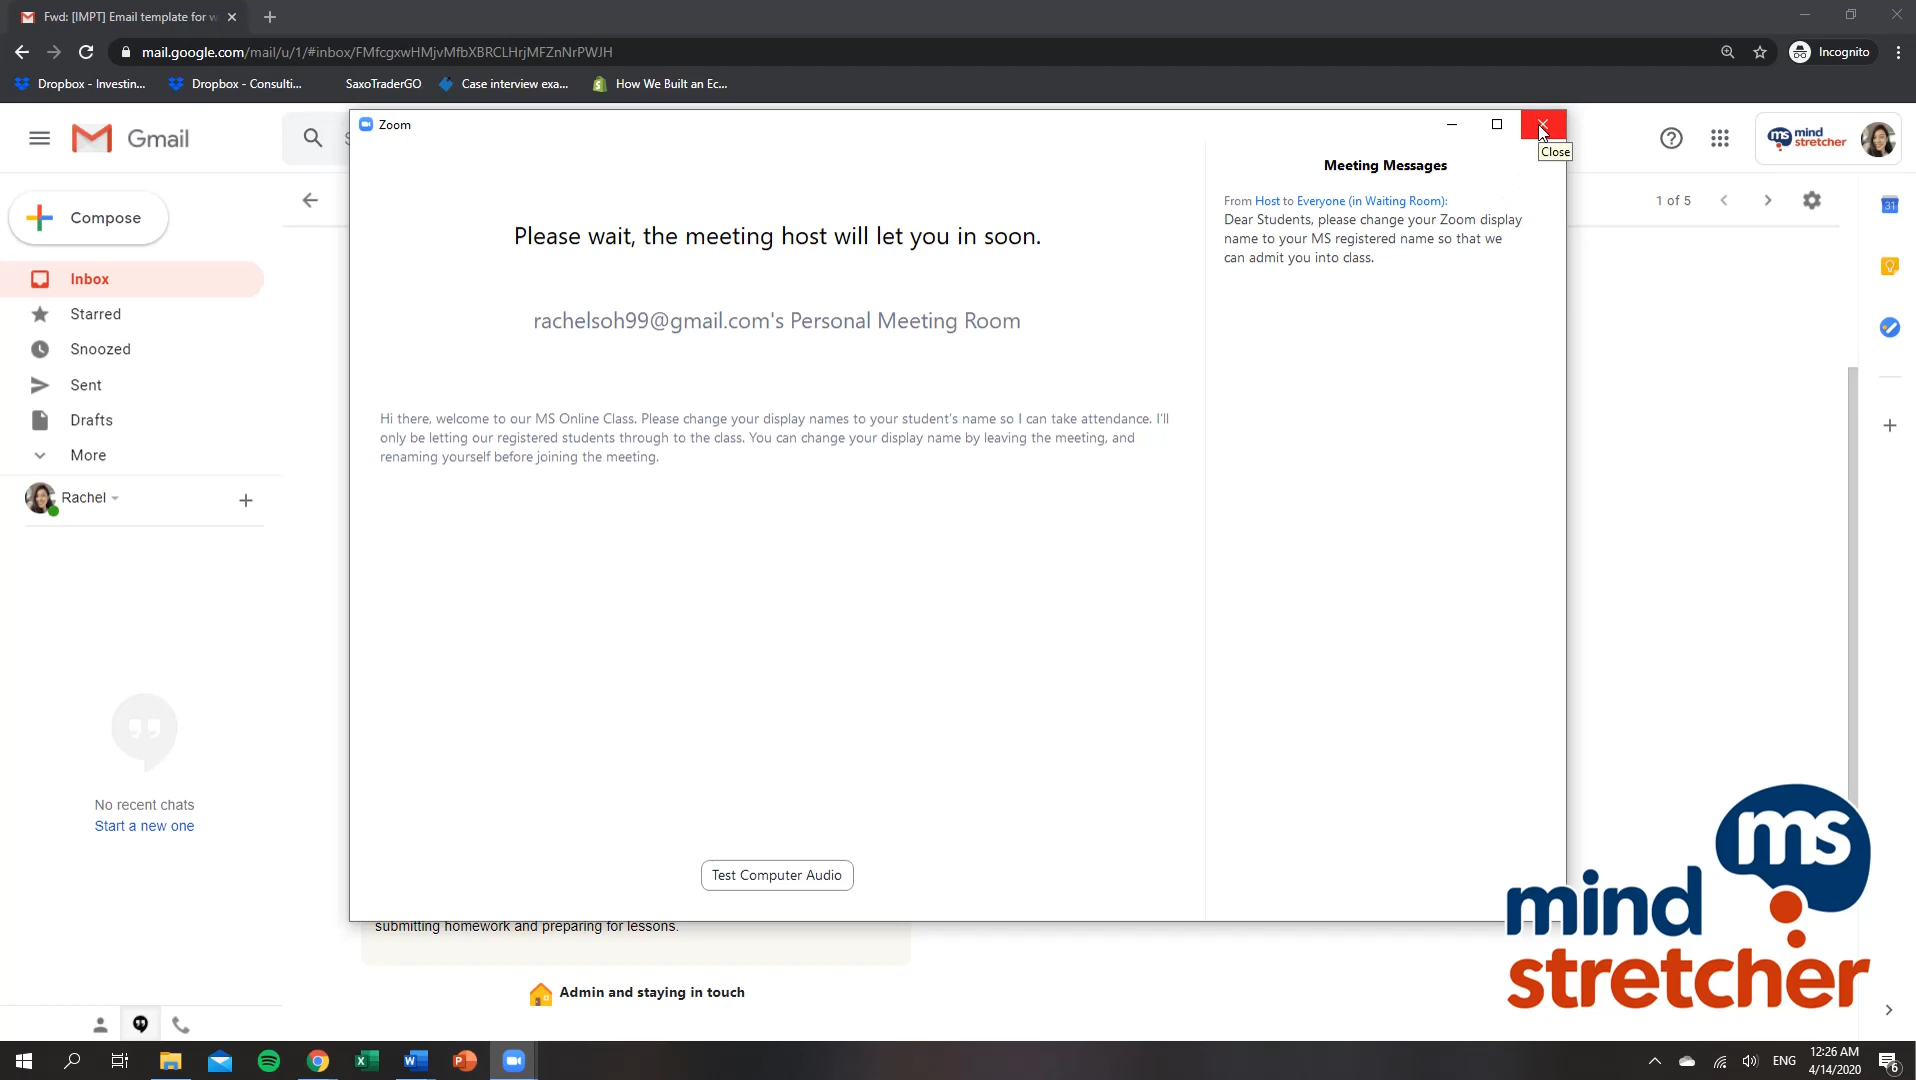 Fwd: [IMPT] Email template for w
mail.google.com/mail/u/1/#inbox/FMfcgxwHMjvMfbXBRCLHrjMFZnNrPWJH
Incognito
Dropbox - Investin...
Dropbox - Consulti...
SaxoTraderGO
Case interview exa...
How We Built an Ec...
Gmail
Zoom
Close
ms mind stretcher
Compose
1 of 5
Inbox
Starred
Snoozed
Sent
Drafts
More
Rachel
No recent chats
Start a new one
Please wait, the meeting host will let you in soon.
rachelsoh99@gmail.com's Personal Meeting Room
Hi there, welcome to our MS Online Class. Please change your display names to your student's name so I can take attendance. I'll
only be letting our registered students through to the class. You can change your display name by leaving the meeting, and
renaming yourself before joining the meeting.
Test Computer Audio
Meeting Messages
From Host to Everyone (in Waiting Room):
Dear Students, please change your Zoom display
name to your MS registered name so that we
can admit you into class.
31
submitting homework and preparing for lessons.
Admin and staying in touch
ms
mind
stretcher
ENG
12:26 AM
4/14/2020
6